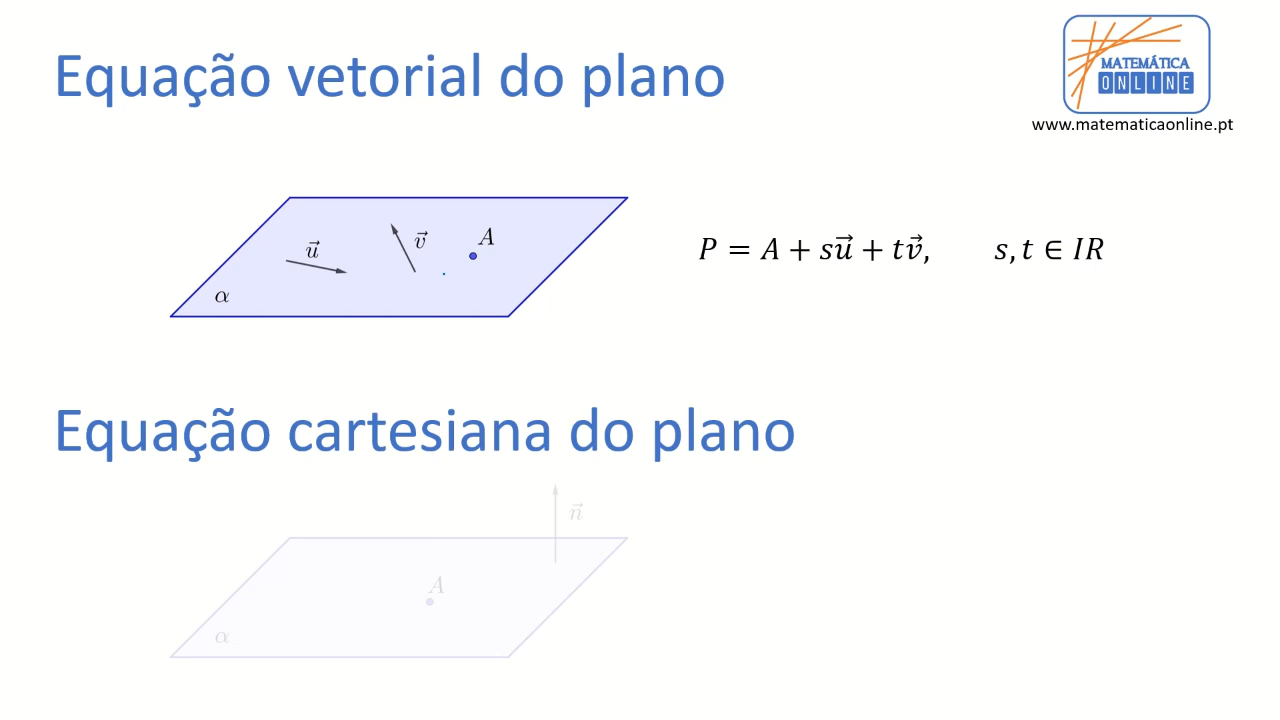 Equação vetorial do plano
MATEMÁTICA
ONLINE
www.matematicaonline.pt
u⃗
v⃗
A
α
P = A + su⃗ + tv⃗, s, t ∈ IR
Equação cartesiana do plano
n⃗
A
α